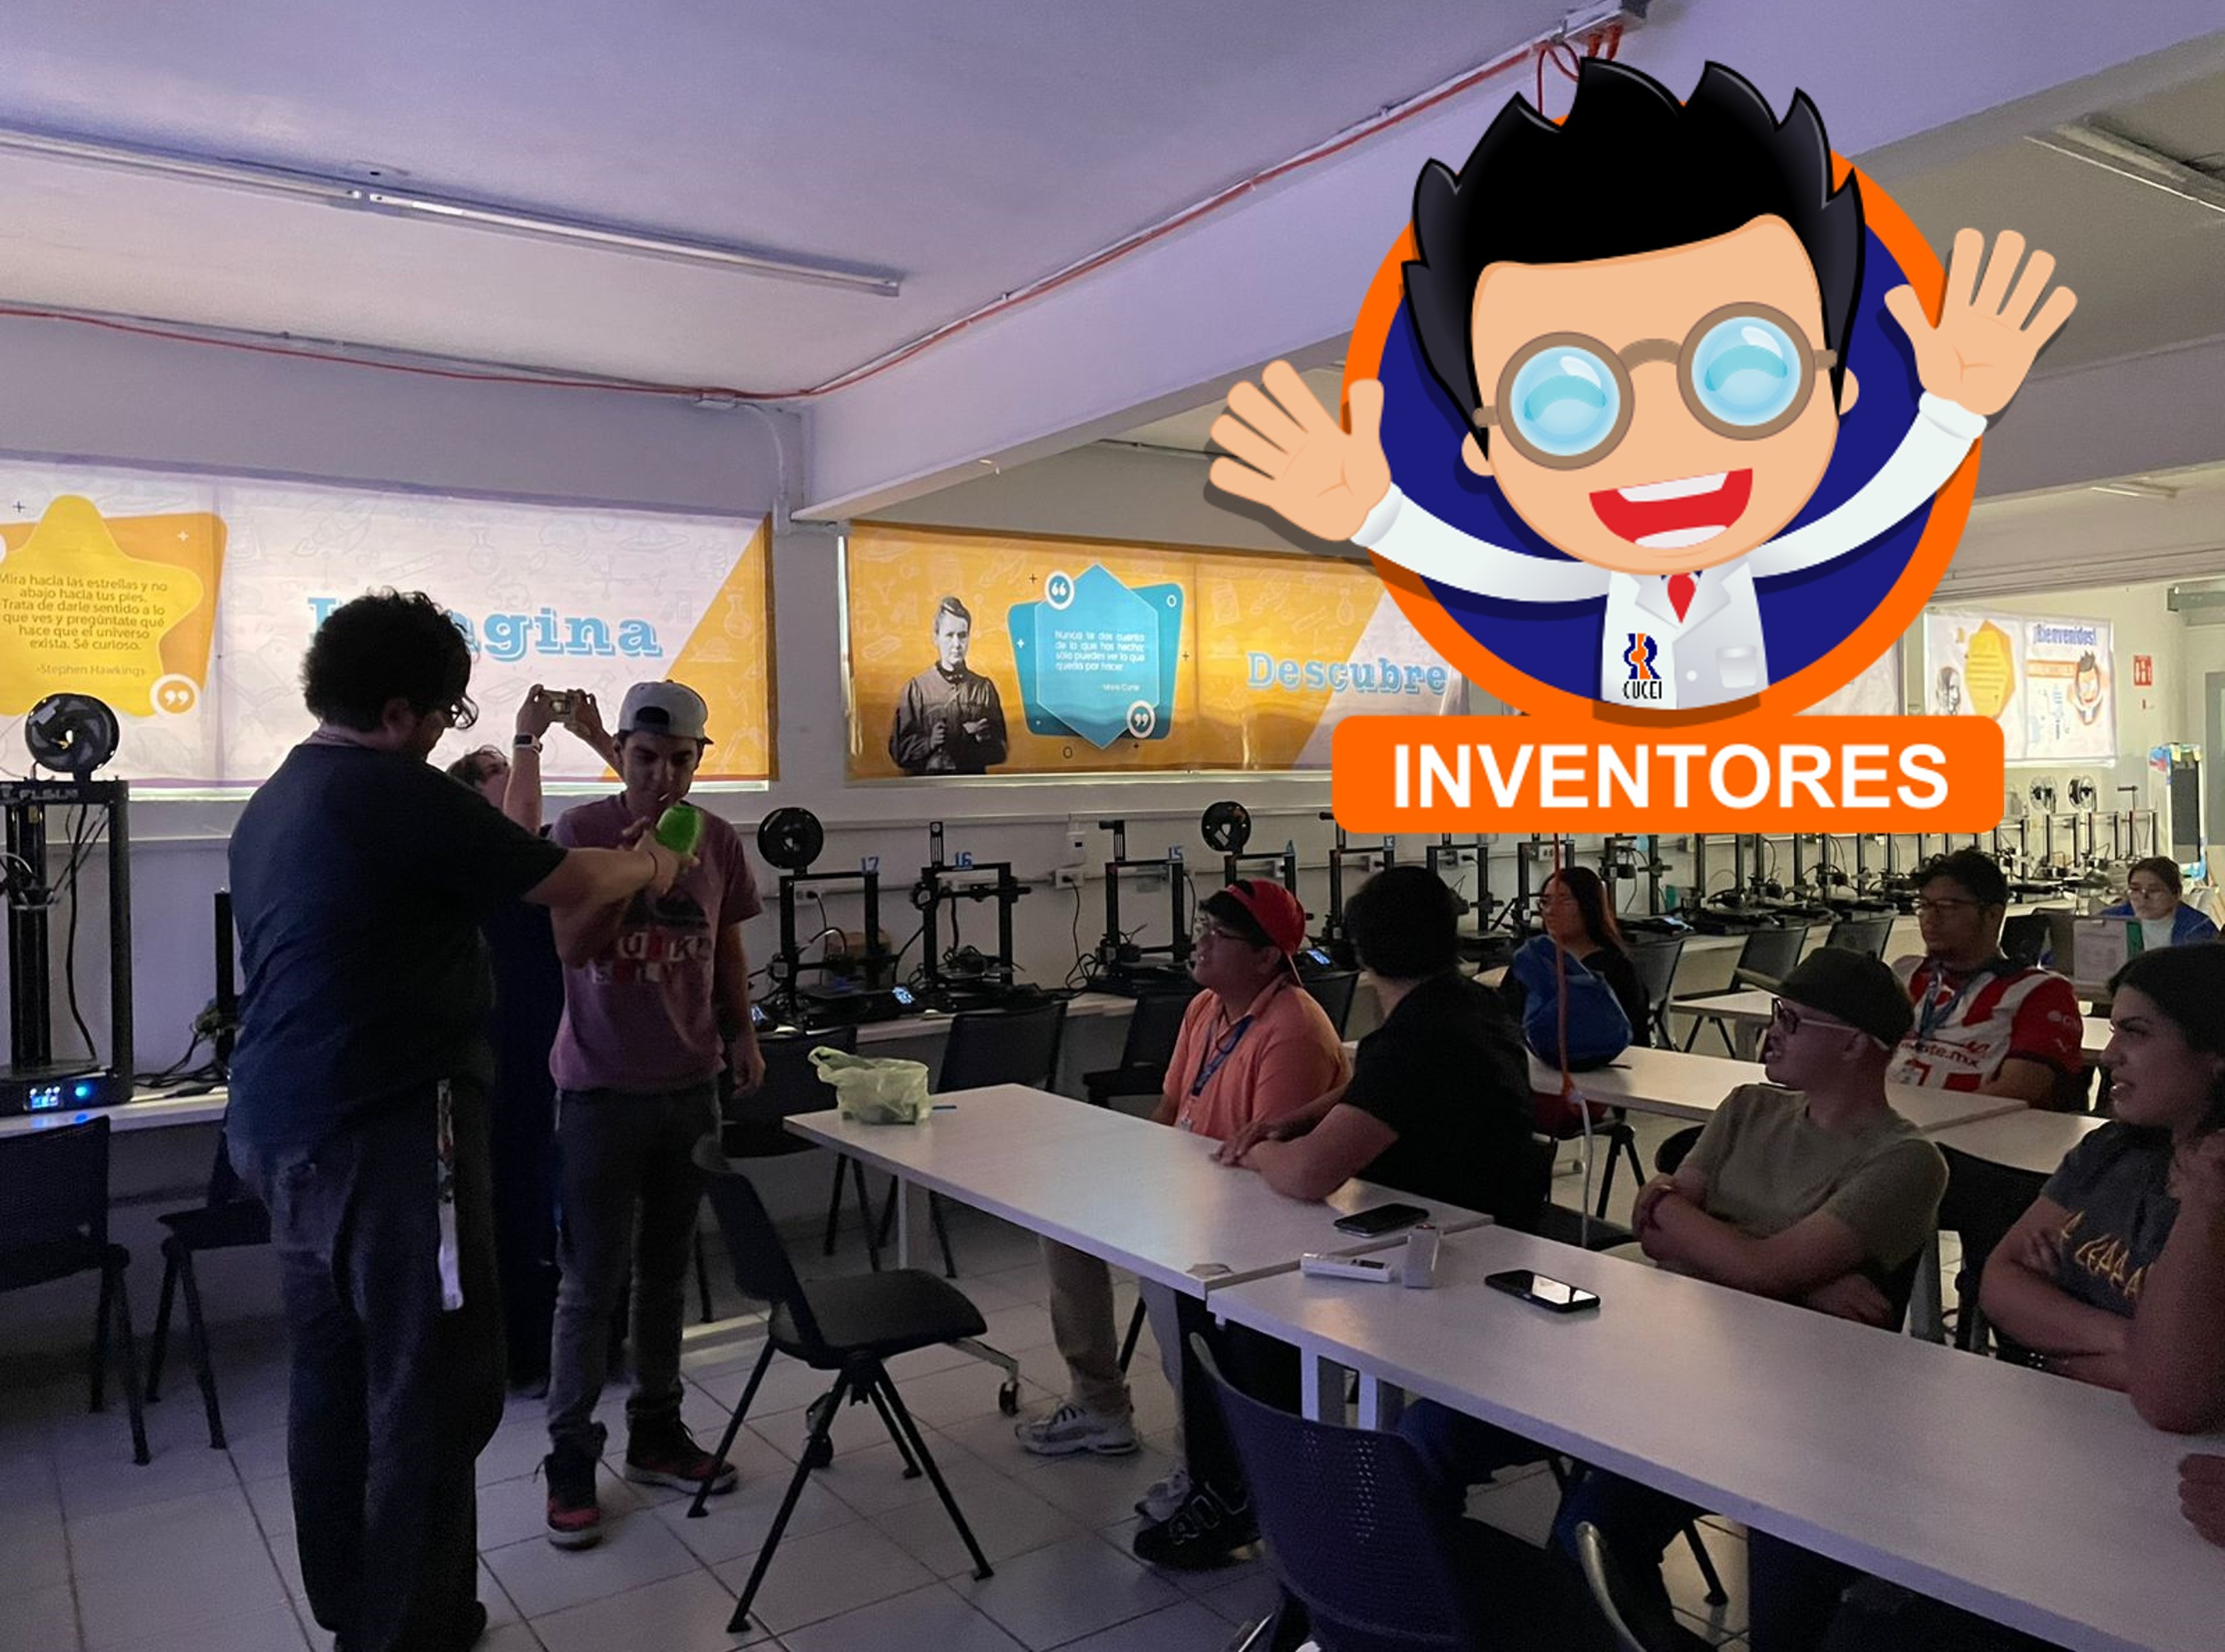 Mira hacia las estrellas y no
abajo hacia tus pies.
Trata de darle sentido a lo
que ves y pregúntate qué
hace que el universo
exista. Sé curioso.
-Stephen Hawkings
agina
Nunca te das cuenta
de lo que has hecho;
sólo puedes ver lo que
queda por hacer
-Marie Curie
Descubre
¡Bienvenidos!
CUCEI
INVENTORES
17
16
15
13